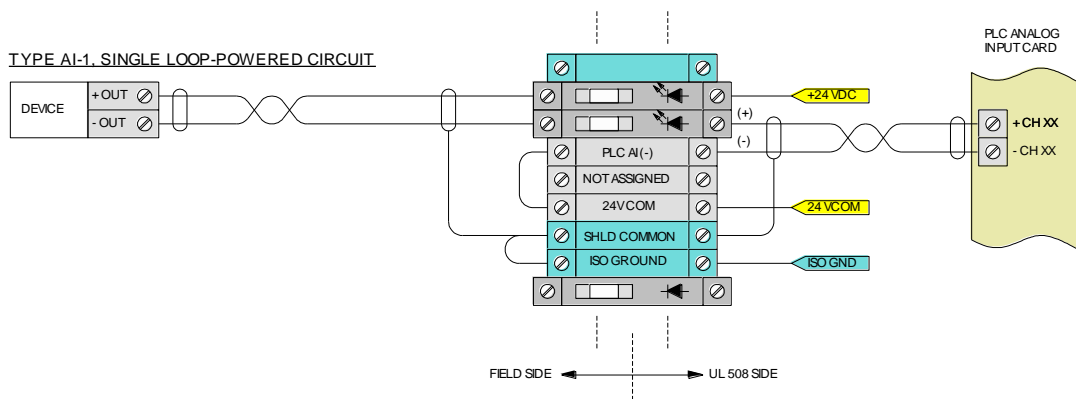 PLC ANALOG
INPUT CARD
TYPE AI-1, SINGLE LOOP-POWERED CIRCUIT
DEVICE
+ OUT
- OUT
+24 VDC
(+)
(-)
+ CH XX
- CH XX
PLC AI (-)
NOT ASSIGNED
24V COM
24 VCOM
SHLD COMMON
ISO GROUND
ISO GND
FIELD SIDE
UL 508 SIDE